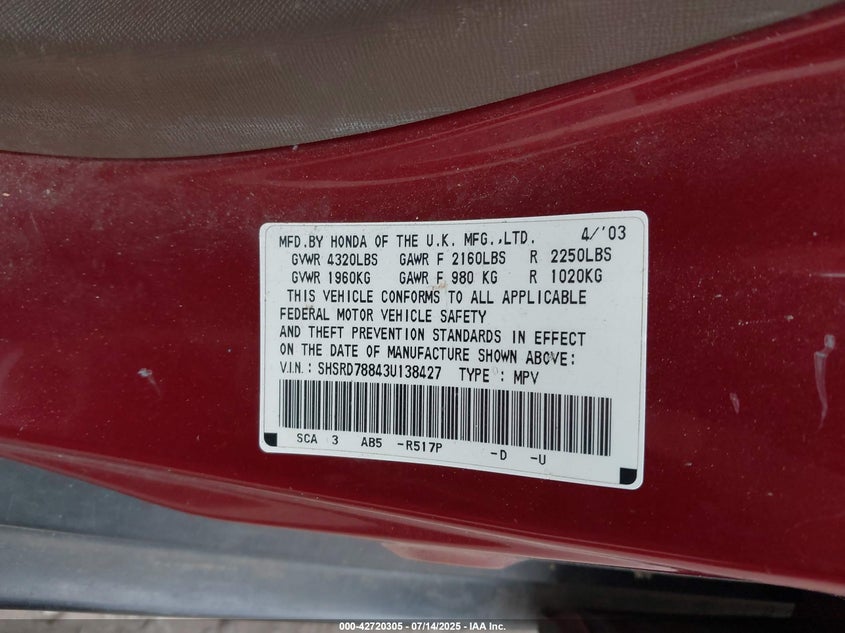 MFD.BY HONDA OF THE U.K. MFG.,LTD. 4/'03
GVWR 4320LBS GAWR F 2160LBS R 2250LBS
GVWR 1960KG GAWR F 980 KG R 1020KG
THIS VEHICLE CONFORMS TO ALL APPLICABLE
FEDERAL MOTOR VEHICLE SAFETY
AND THEFT PREVENTION STANDARDS IN EFFECT
ON THE DATE OF MANUFACTURE SHOWN ABOVE:
V.I.N. : SHSRD78843U138427 TYPE : MPV
SCA 3 AB5 -R517P -D -U
000-42720305 - 07/14/2025 - IAA Inc.